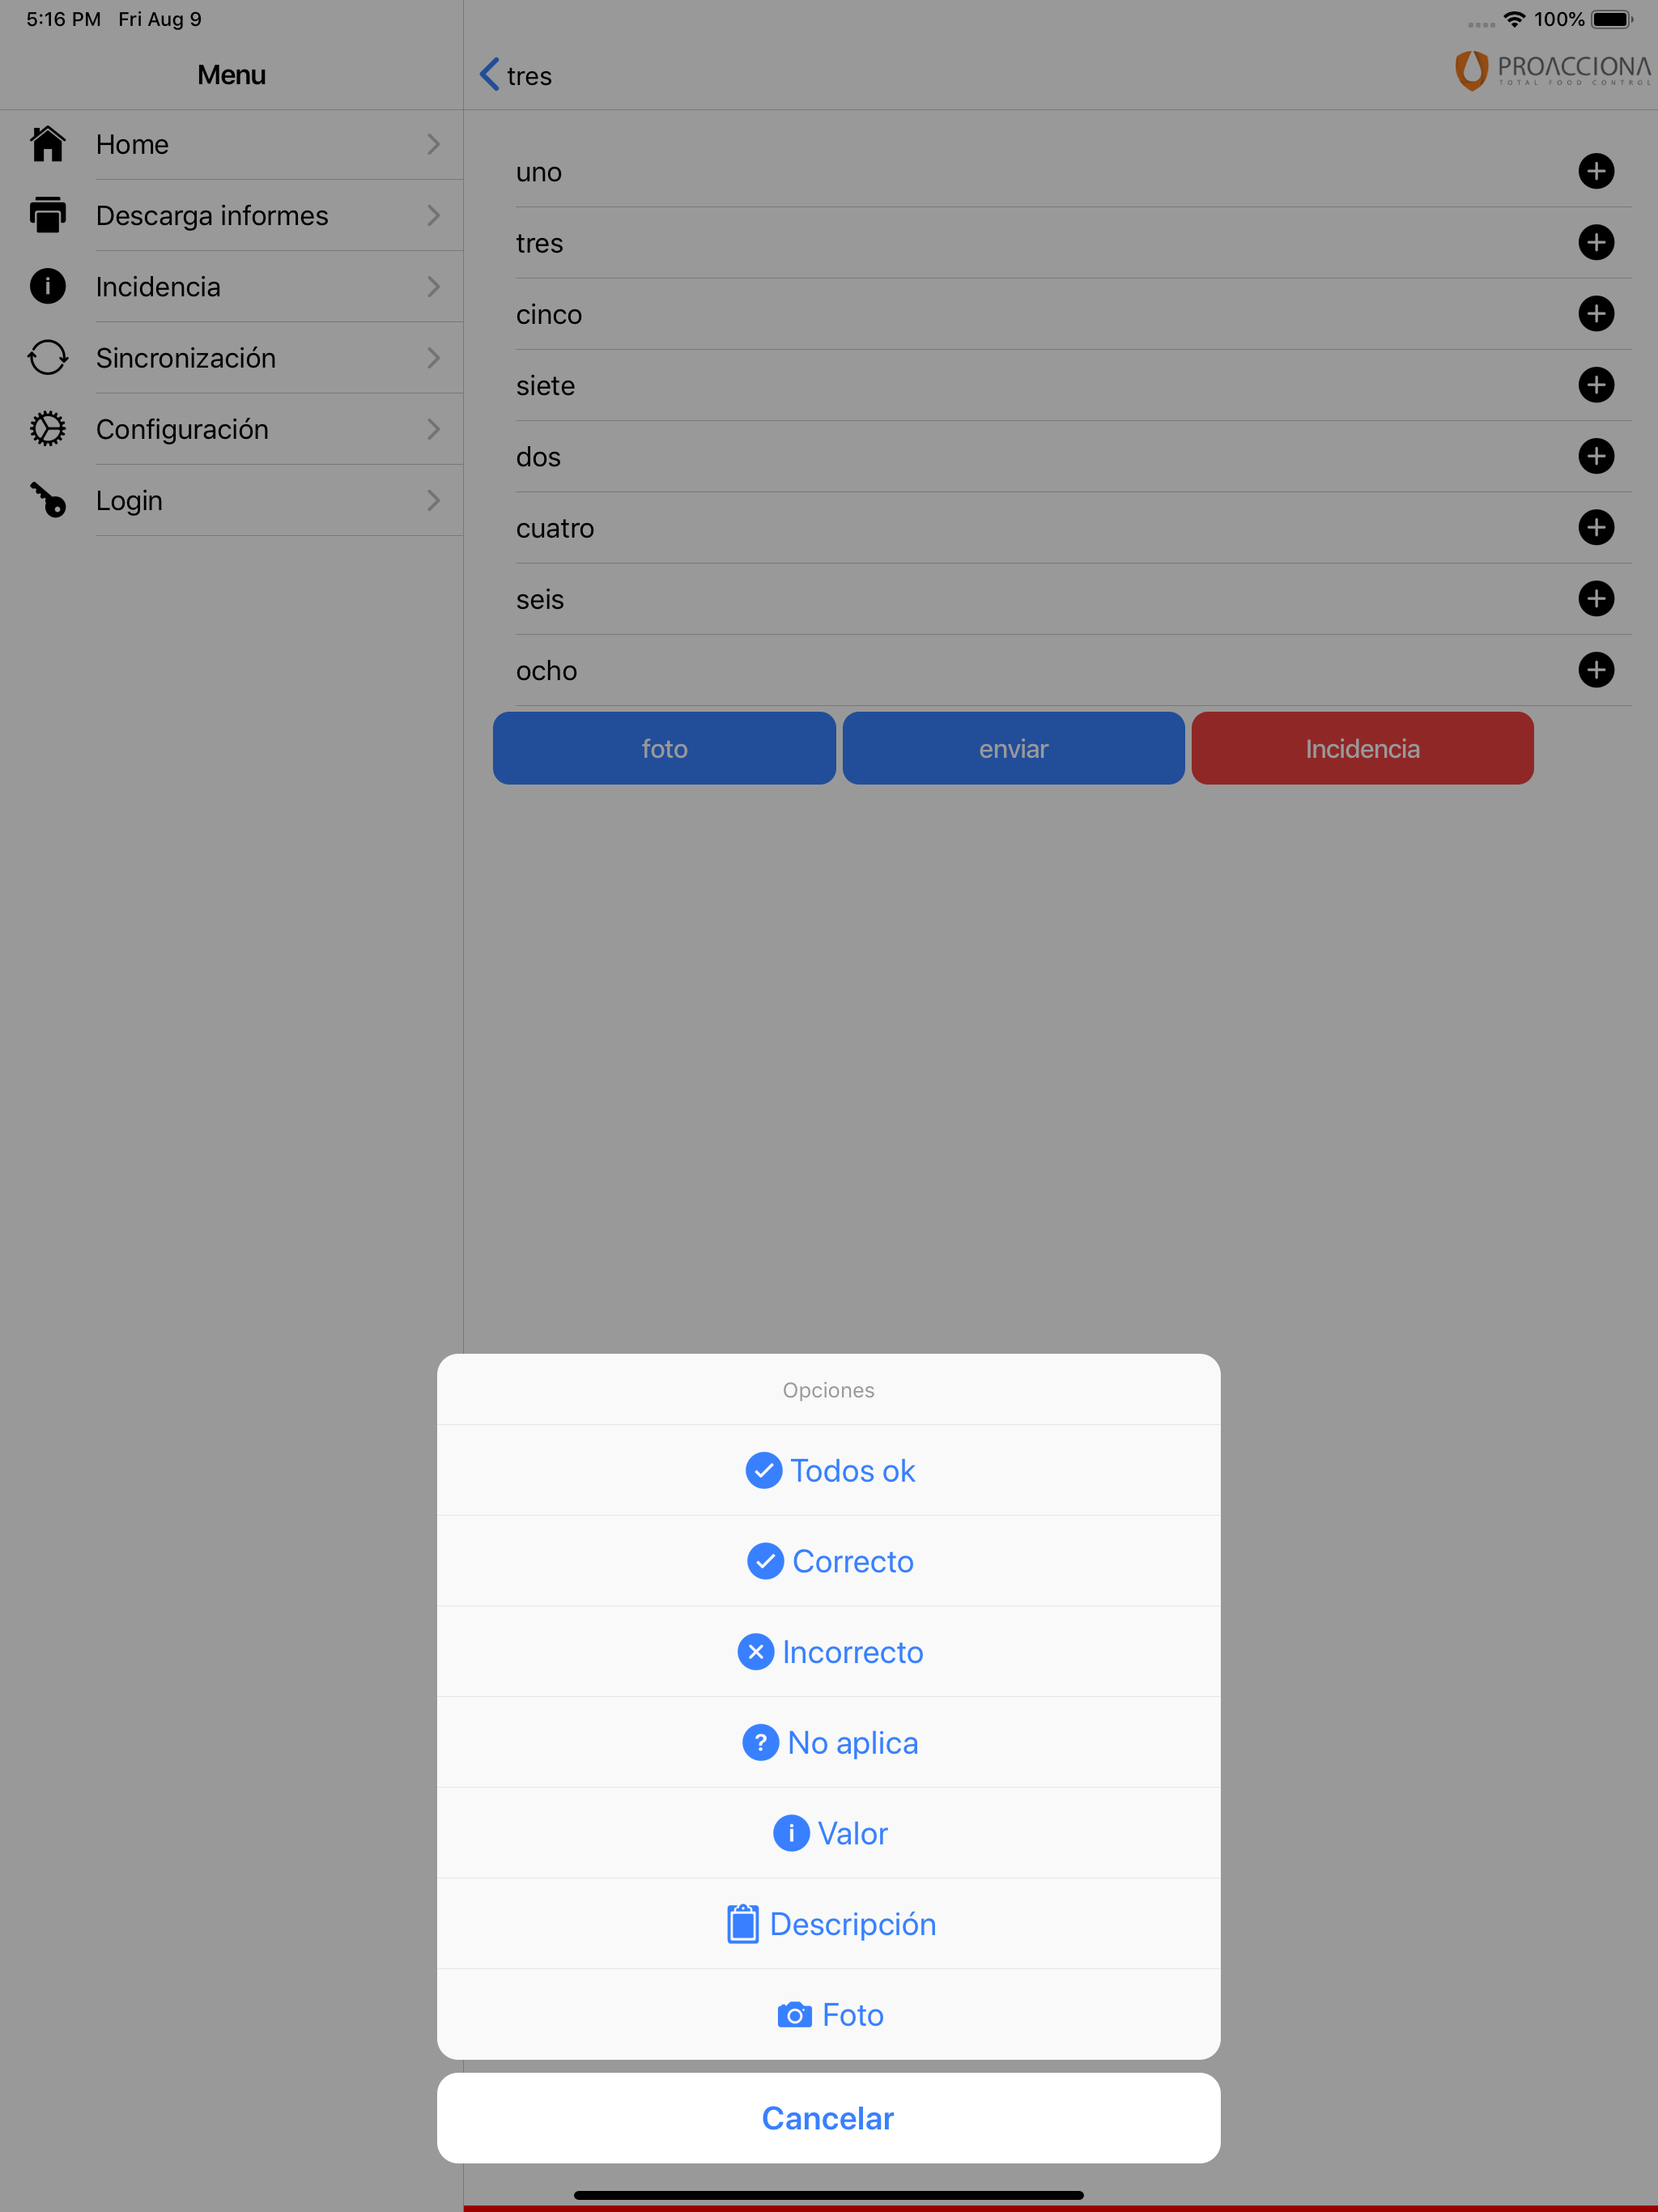 5:16 PM Fri Aug 9
100%
Menu
tres
PROACCIONA
TOTAL FOOD CONTROL
Home
Descarga informes
Incidencia
Sincronización
Configuración
Login
uno
tres
cinco
siete
dos
cuatro
seis
ocho
foto
enviar
Incidencia
Opciones
Todos ok
Correcto
Incorrecto
No aplica
Valor
Descripción
Foto
Cancelar